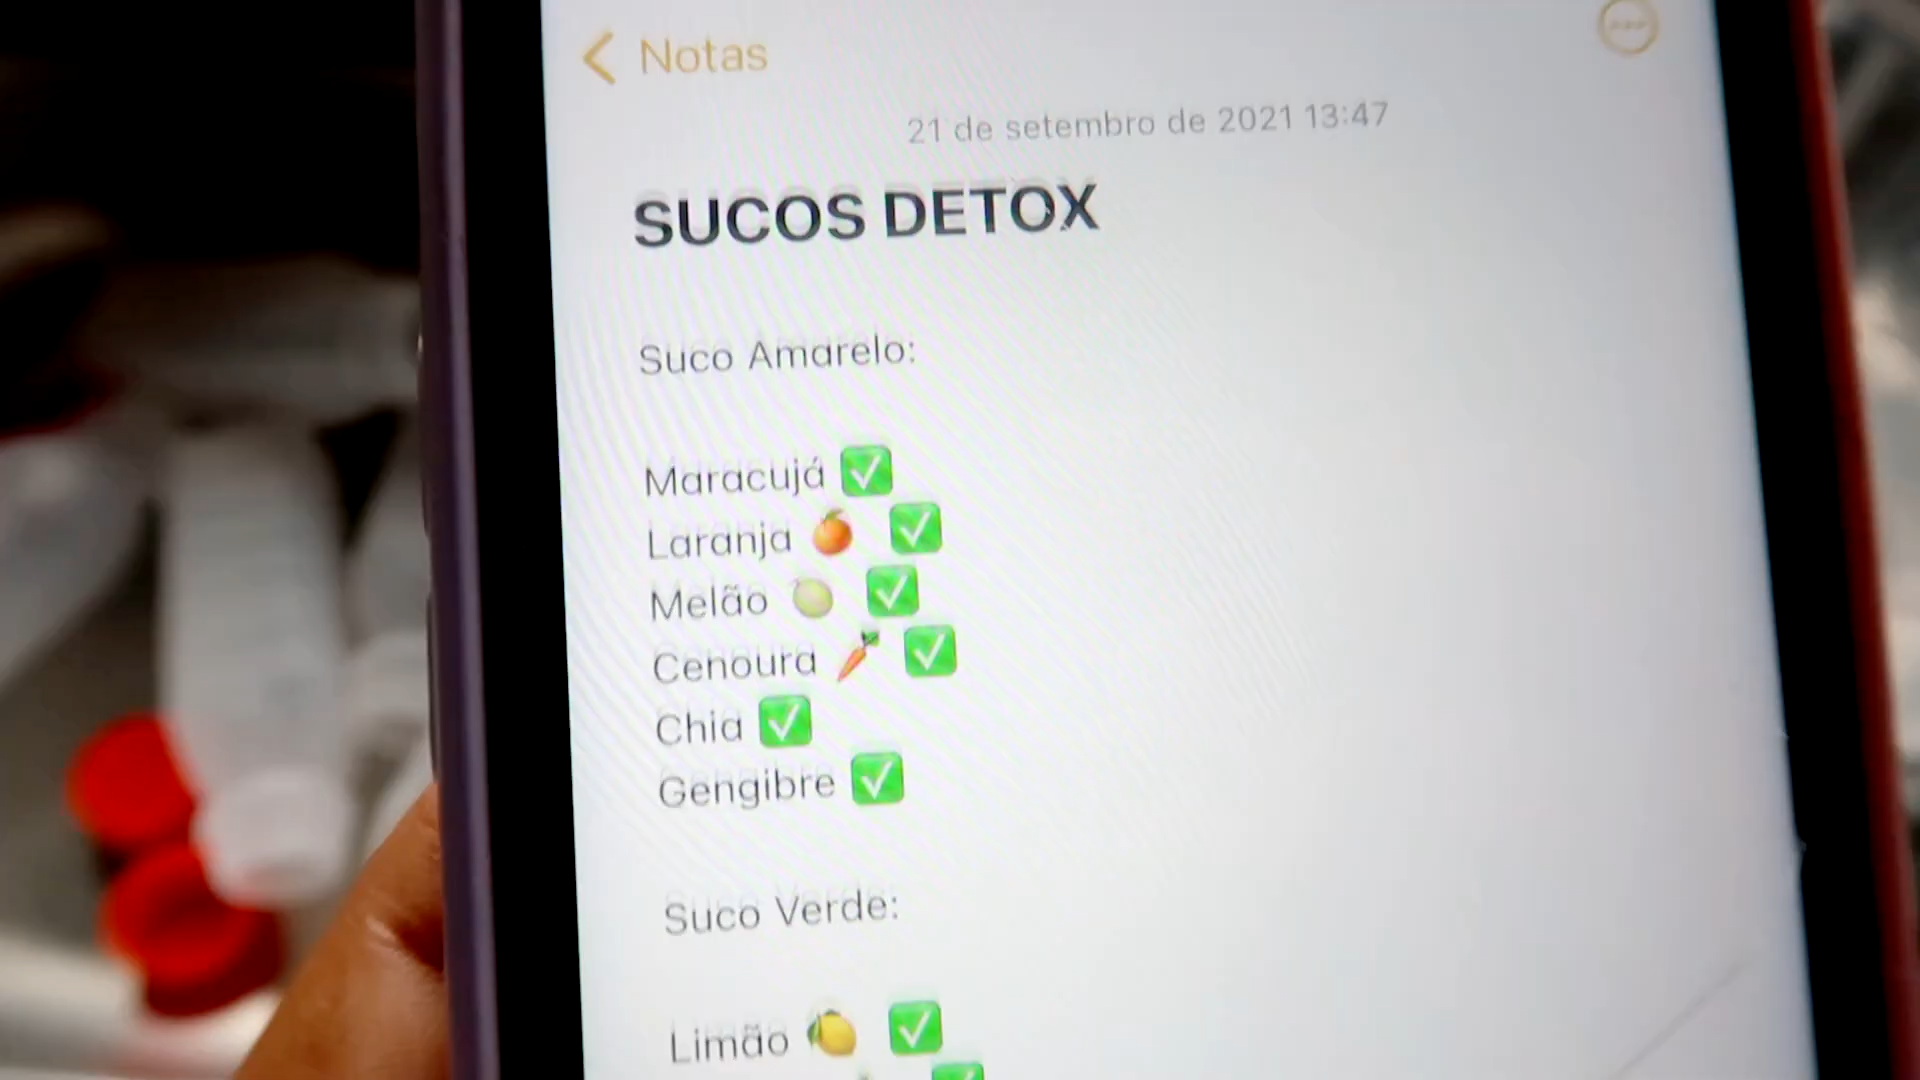 Notas
21 de setembro de 2021 13:47
SUCOS DETOX
Suco Amarelo:
Maracujá ✅
Laranja 🍊 ✅
Melão 🍈 ✅
Cenoura 🥕 ✅
Chia ✅
Gengibre ✅
Suco Verde:
Limão 🍋 ✅